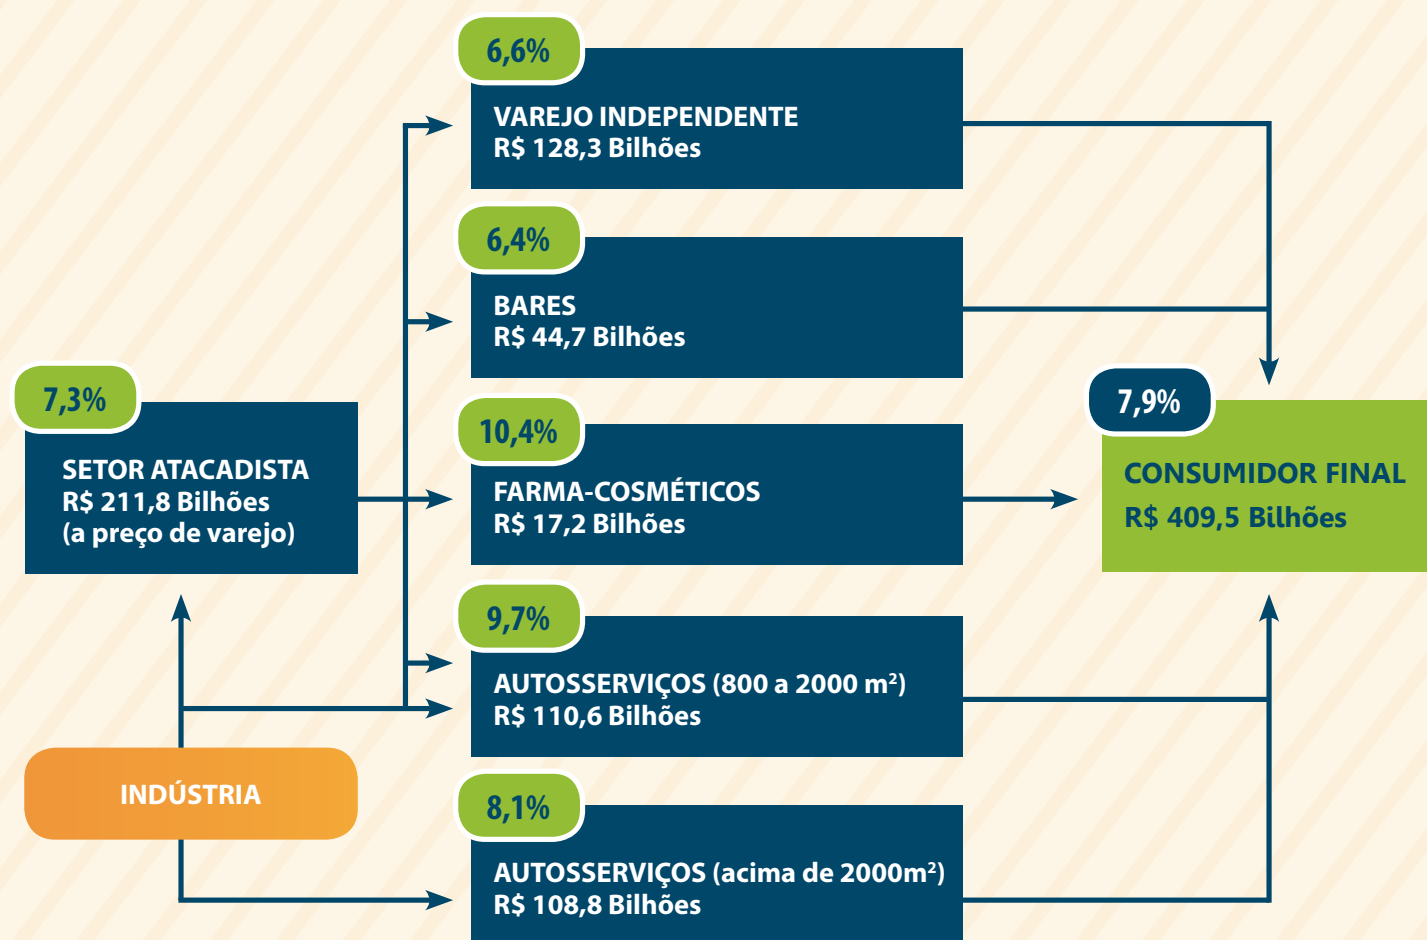 6,6%
VAREJO INDEPENDENTE
R$ 128,3 Bilhões
6,4%
BARES
R$ 44,7 Bilhões
7,3%
SETOR ATACADISTA
R$ 211,8 Bilhões
(a preço de varejo)
10,4%
FARMA-COSMÉTICOS
R$ 17,2 Bilhões
7,9%
CONSUMIDOR FINAL
R$ 409,5 Bilhões
9,7%
AUTOSSERVIÇOS (800 a 2000 m²)
R$ 110,6 Bilhões
INDÚSTRIA
8,1%
AUTOSSERVIÇOS (acima de 2000m²)
R$ 108,8 Bilhões